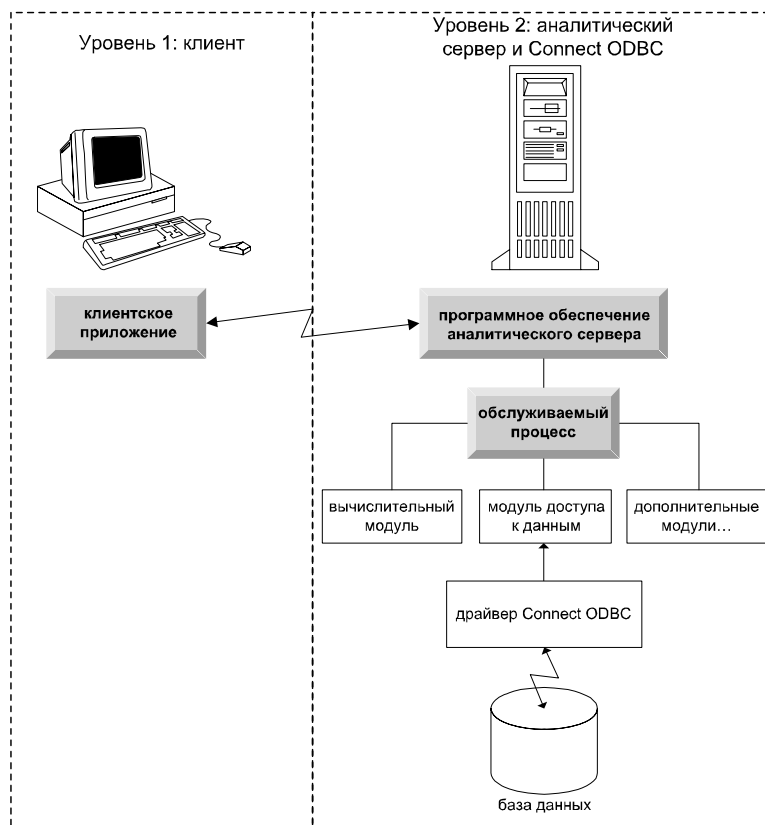 Уровень 1: клиент
Уровень 2: аналитический
сервер и Connect ODBC
клиентское
приложение
программное обеспечение
аналитического сервера
обслуживаемый
процесс
вычислительный
модуль
модуль доступа
к данным
дополнительные
модули…
драйвер Connect ODBC
база данных